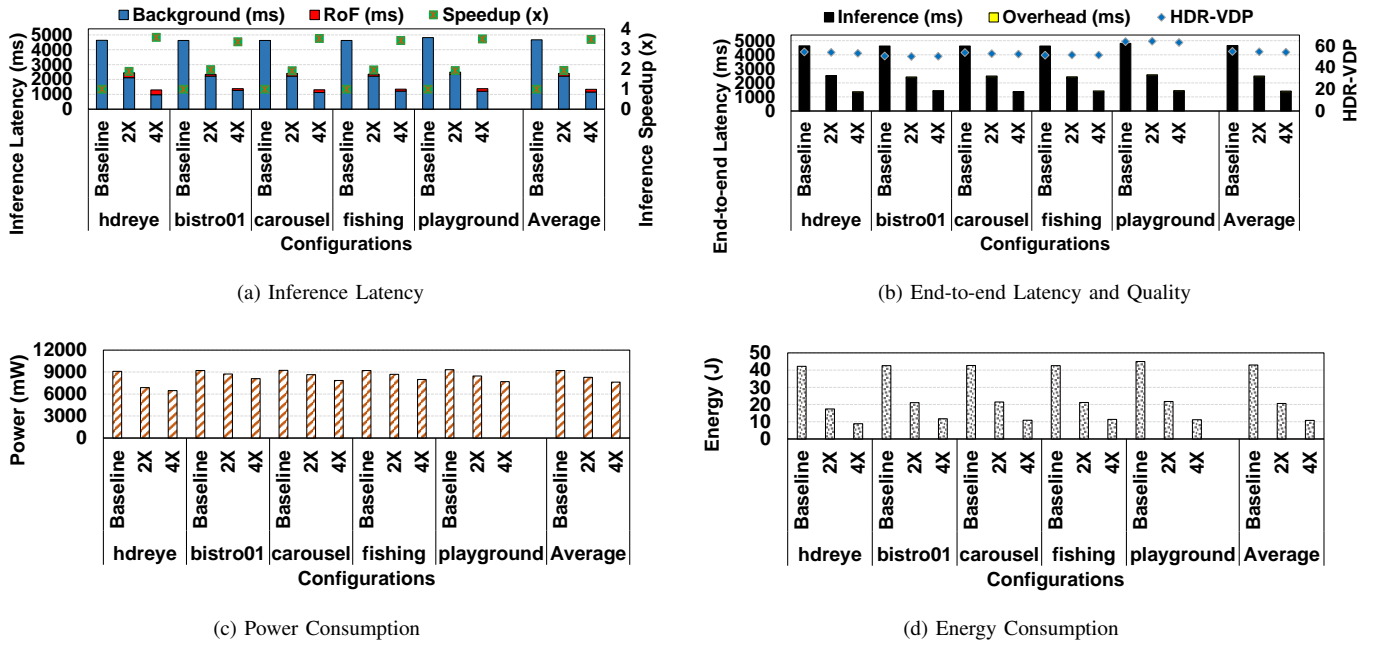 Background (ms) RoF (ms) Speedup (x)
Inference Latency (ms)
5000
4000
3000
2000
1000
0
4
3
2
1
0
Inference Speedup (x)
Baseline 2X 4X Baseline 2X 4X Baseline 2X 4X Baseline 2X 4X Baseline 2X 4X Baseline 2X 4X
hdreye bistro01 carousel fishing playground Average
Configurations
(a) Inference Latency
Inference (ms) Overhead (ms) HDR-VDP
End-to-end Latency (ms)
5000
4000
3000
2000
1000
0
60
40
20
0
HDR-VDP
Baseline 2X 4X Baseline 2X 4X Baseline 2X 4X Baseline 2X 4X Baseline 2X 4X Baseline 2X 4X
hdreye bistro01 carousel fishing playground Average
Configurations
(b) End-to-end Latency and Quality
Power (mW)
12000
9000
6000
3000
0
Baseline 2X 4X Baseline 2X 4X Baseline 2X 4X Baseline 2X 4X Baseline 2X 4X Baseline 2X 4X
hdreye bistro01 carousel fishing playground Average
Configurations
(c) Power Consumption
Energy (J)
50
40
30
20
10
0
Baseline 2X 4X Baseline 2X 4X Baseline 2X 4X Baseline 2X 4X Baseline 2X 4X Baseline 2X 4X
hdreye bistro01 carousel fishing playground Average
Configurations
(d) Energy Consumption